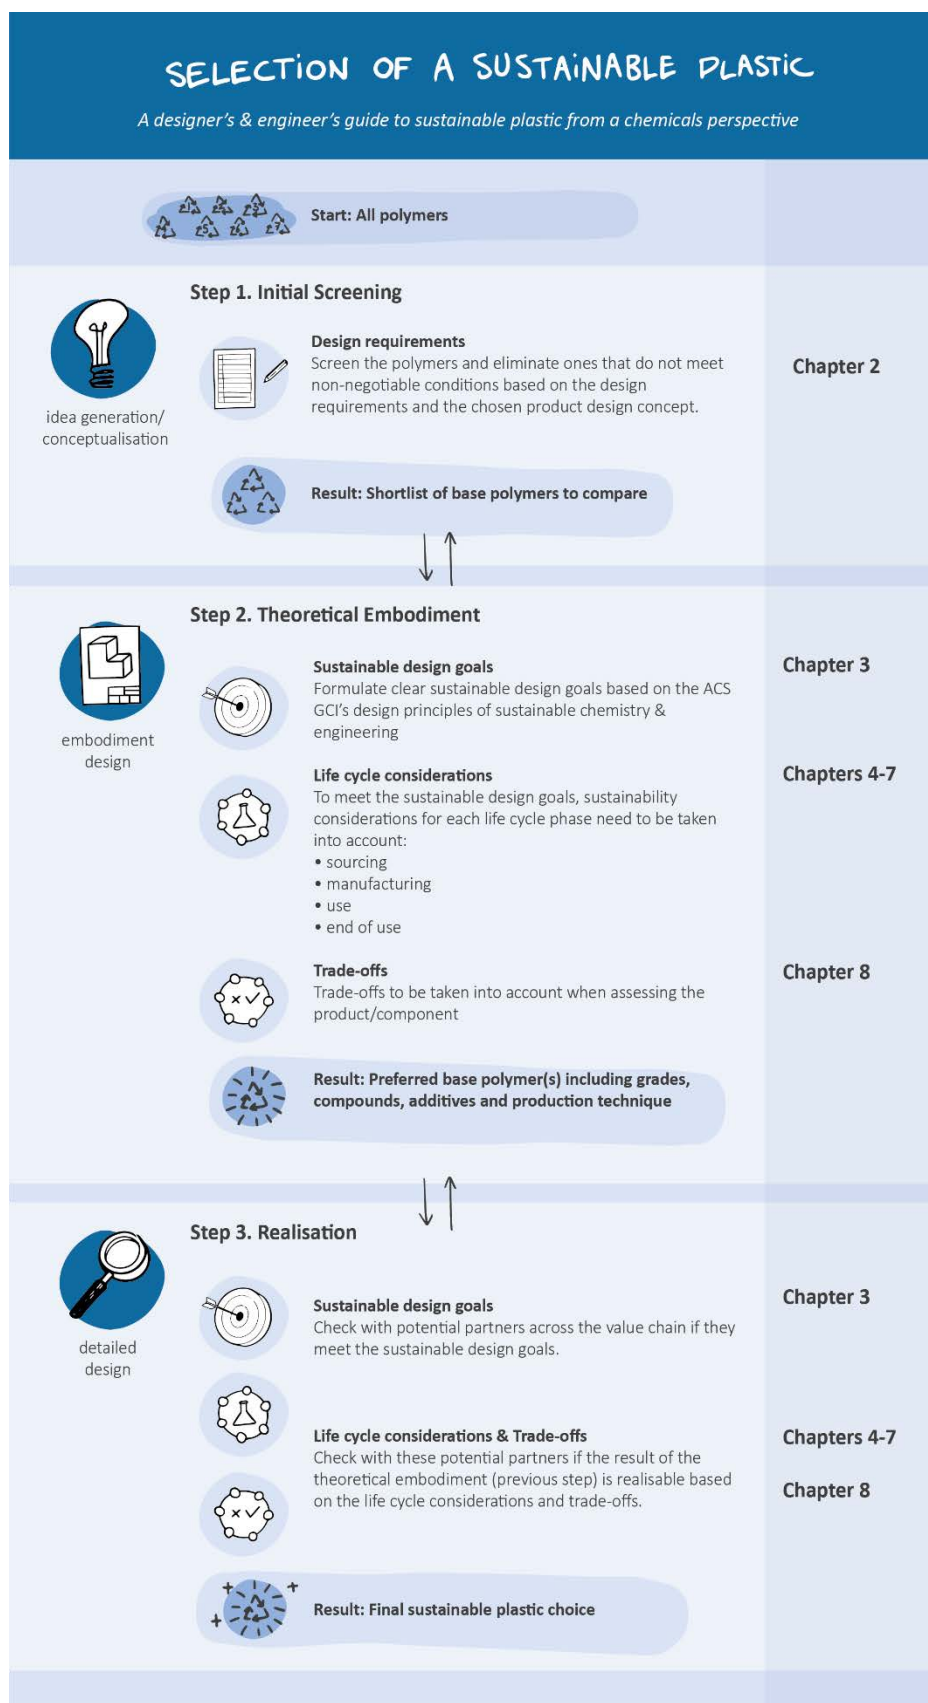 SELECTION OF A SUSTAINABLE PLASTIC
A designer's & engineer's guide to sustainable plastic from a chemicals perspective
1 2 3
4 5 6 7
Start: All polymers
Step 1. Initial Screening
idea generation/
conceptualisation
Design requirements
Screen the polymers and eliminate ones that do not meet
non-negotiable conditions based on the design
requirements and the chosen product design concept.
Chapter 2
Result: Shortlist of base polymers to compare
Step 2. Theoretical Embodiment
embodiment
design
Sustainable design goals
Formulate clear sustainable design goals based on the ACS
GCI's design principles of sustainable chemistry &
engineering
Chapter 3
Life cycle considerations
To meet the sustainable design goals, sustainability
considerations for each life cycle phase need to be taken
into account:
• sourcing
• manufacturing
• use
• end of use
Chapters 4-7
Trade-offs
Trade-offs to be taken into account when assessing the
product/component
Chapter 8
Result: Preferred base polymer(s) including grades,
compounds, additives and production technique
Step 3. Realisation
detailed
design
Sustainable design goals
Check with potential partners across the value chain if they
meet the sustainable design goals.
Chapter 3
Life cycle considerations & Trade-offs
Check with these potential partners if the result of the
theoretical embodiment (previous step) is realisable based
on the life cycle considerations and trade-offs.
Chapters 4-7
Chapter 8
Result: Final sustainable plastic choice